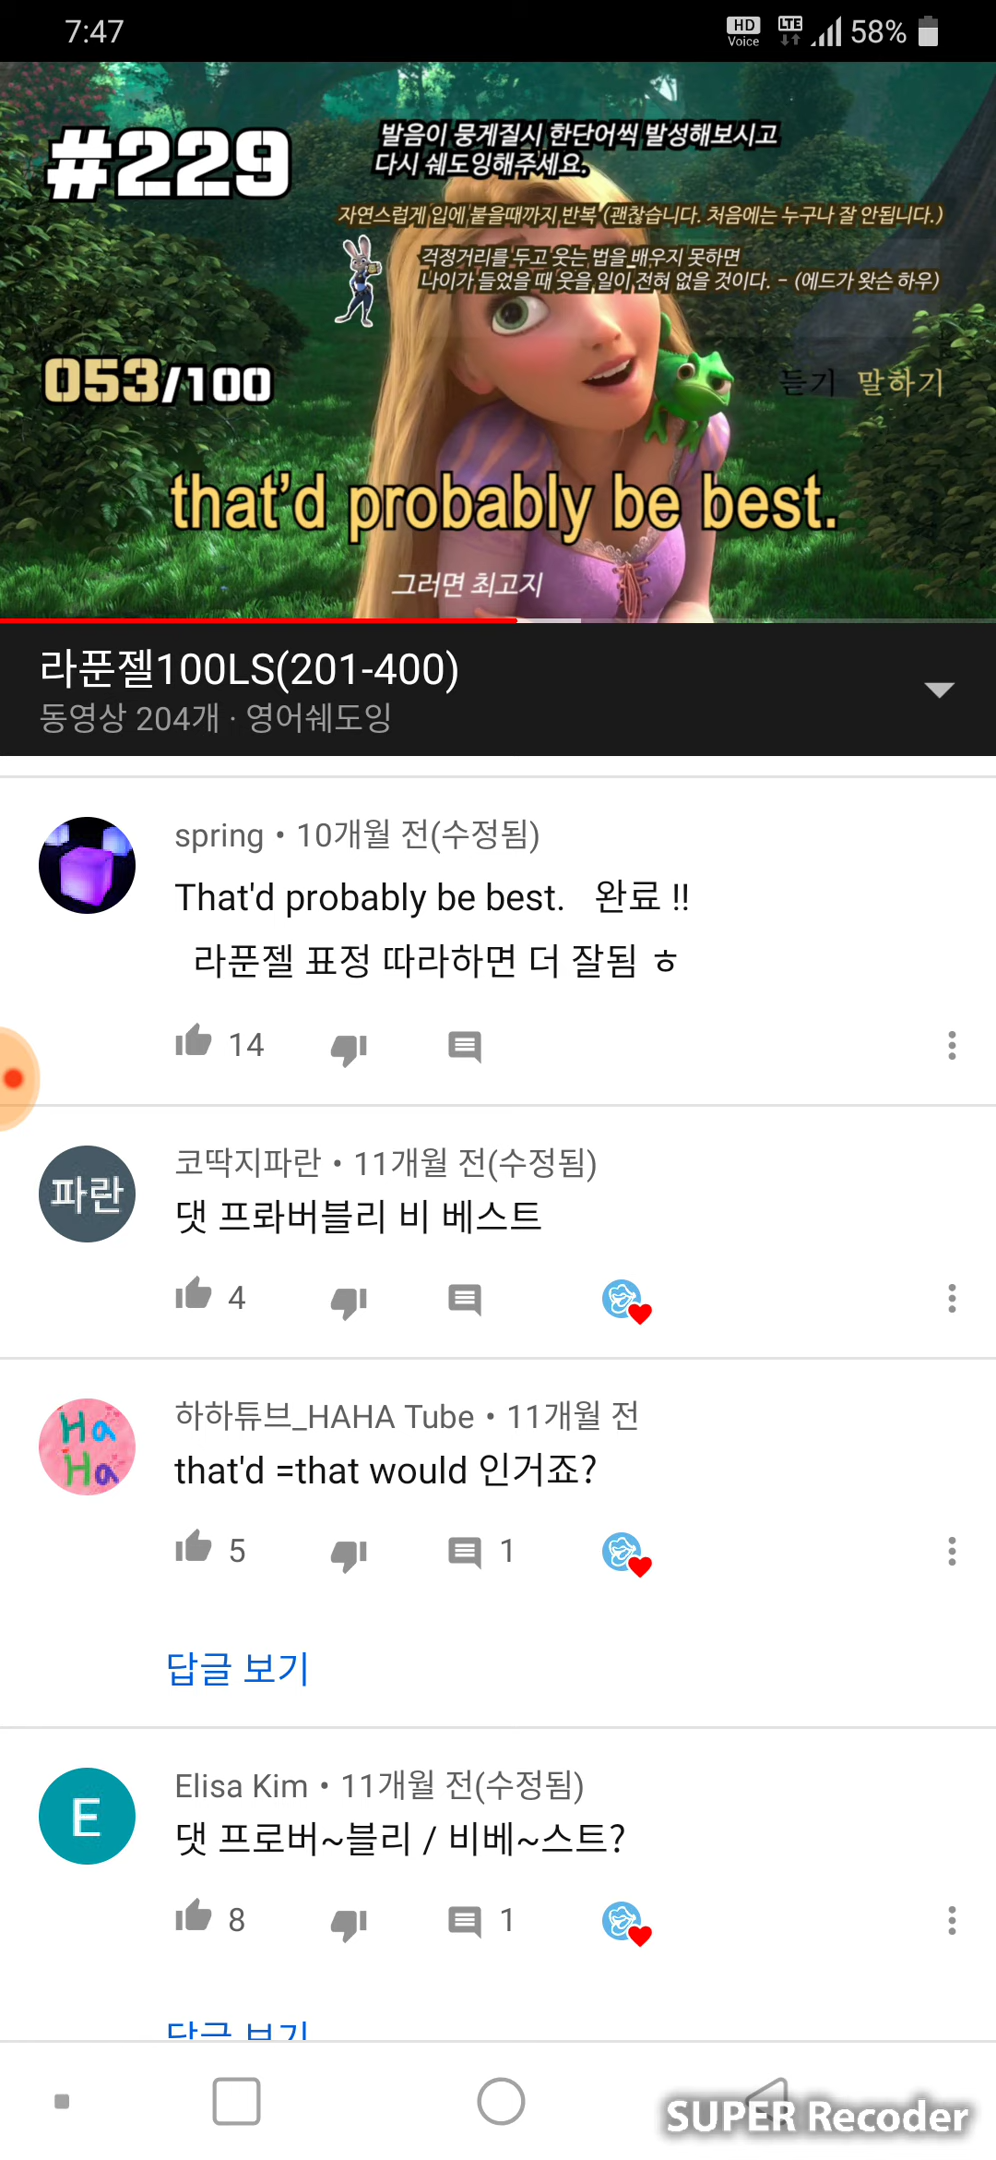 7:47
HD Voice LTE 58%
#229
발음이 뭉게질시 한단어씩 발성해보시고
다시 쉐도잉해주세요.
자연스럽게 입에 붙을때까지 반복 (괜찮습니다. 처음에는 누구나 잘 안됩니다.)
걱정거리를 두고 웃는 법을 배우지 못하면
나이가 들었을 때 웃을 일이 전혀 없을 것이다. - (에드가 왓슨 하우)
053/100
듣기 말하기
that'd probably be best.
그러면 최고지
라푼젤100LS(201-400)
동영상 204개 · 영어쉐도잉
spring • 10개월 전(수정됨)
That'd probably be best. 완료 !!
라푼젤 표정 따라하면 더 잘됨 ㅎ
14
파란
코딱지파란 • 11개월 전(수정됨)
댓 프롸버블리 비 베스트
4
Ha
Ha
하하튜브_HAHA Tube • 11개월 전
that'd =that would 인거죠?
5 1
답글 보기
E
Elisa Kim • 11개월 전(수정됨)
댓 프로버~블리 / 비베~스트?
8 1
답글 보기
SUPER Recoder